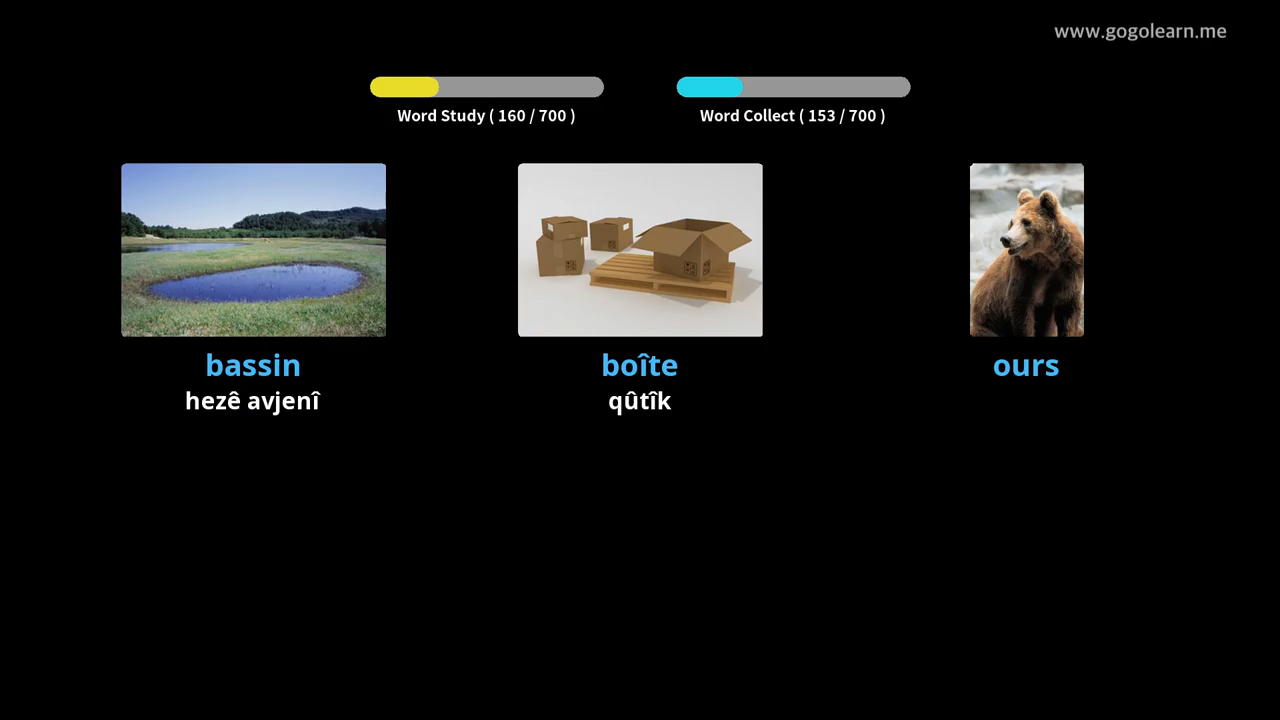 www.gogolearn.me
Word Study ( 160 / 700 )
Word Collect ( 153 / 700 )
bassin
hezê avjenî
boîte
qûtîk
ours